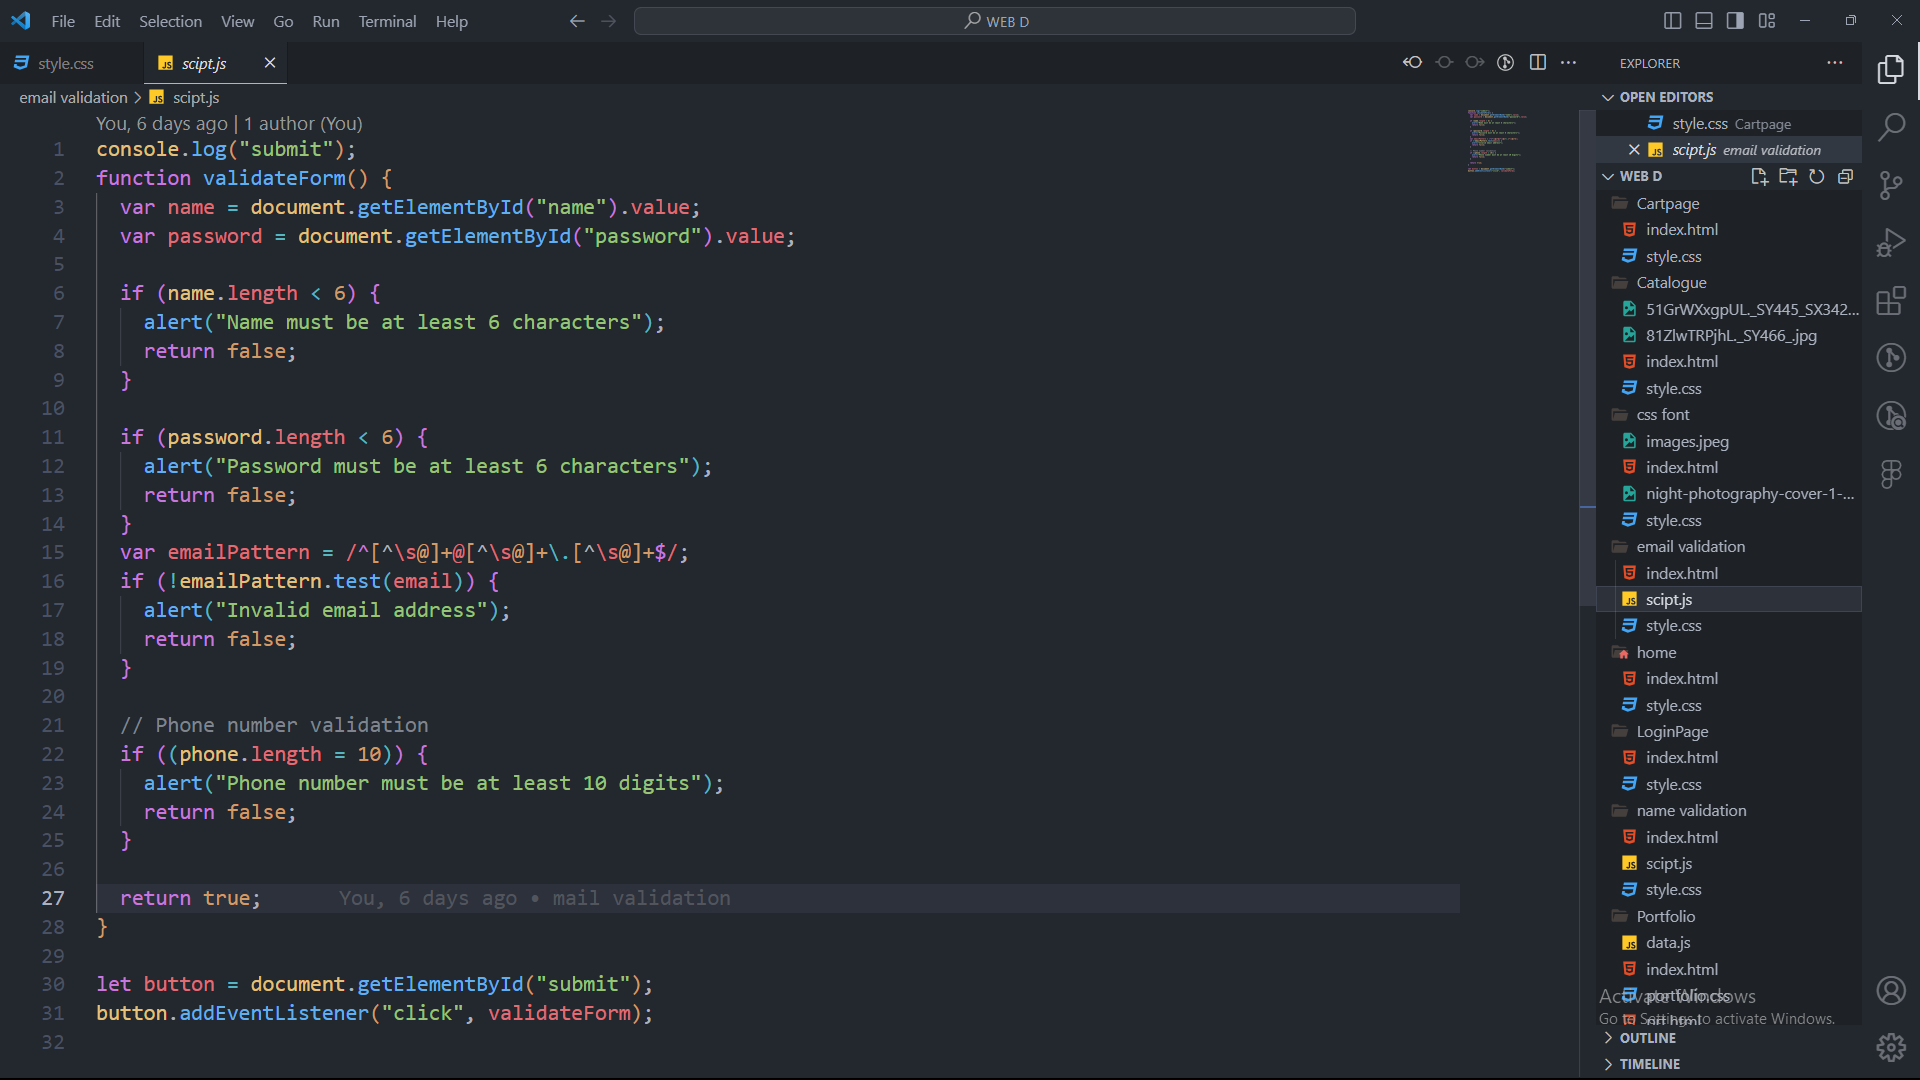 File Edit Selection View Go Run Terminal Help
WEB D
style.css
scipt.js
email validation > scipt.js
You, 6 days ago | 1 author (You)
1 console.log("submit");
2 function validateForm() {
3 var name = document.getElementById("name").value;
4 var password = document.getElementById("password").value;
5
6 if (name.length < 6) {
7 alert("Name must be at least 6 characters");
8 return false;
9 }
10
11 if (password.length < 6) {
12 alert("Password must be at least 6 characters");
13 return false;
14 }
15 var emailPattern = /^[^\s@]+@[^\s@]+\.[^\s@]+$/;
16 if (!emailPattern.test(email)) {
17 alert("Invalid email address");
18 return false;
19 }
20
21 // Phone number validation
22 if ((phone.length = 10)) {
23 alert("Phone number must be at least 10 digits");
24 return false;
25 }
26
27 return true; You, 6 days ago • mail validation
28 }
29
30 let button = document.getElementById("submit");
31 button.addEventListener("click", validateForm);
32
EXPLORER
OPEN EDITORS
style.css Cartpage
scipt.js email validation
WEB D
Cartpage
index.html
style.css
Catalogue
51GrWXxgpUL._SY445_SX342...
81ZlwTRPjhL._SY466_.jpg
index.html
style.css
css font
images.jpeg
index.html
night-photography-cover-1-...
style.css
email validation
index.html
scipt.js
style.css
home
index.html
style.css
LoginPage
index.html
style.css
name validation
index.html
scipt.js
style.css
Portfolio
data.js
index.html
portfolio.css
Activate Windows
Go to Settings to activate Windows.
OUTLINE
TIMELINE